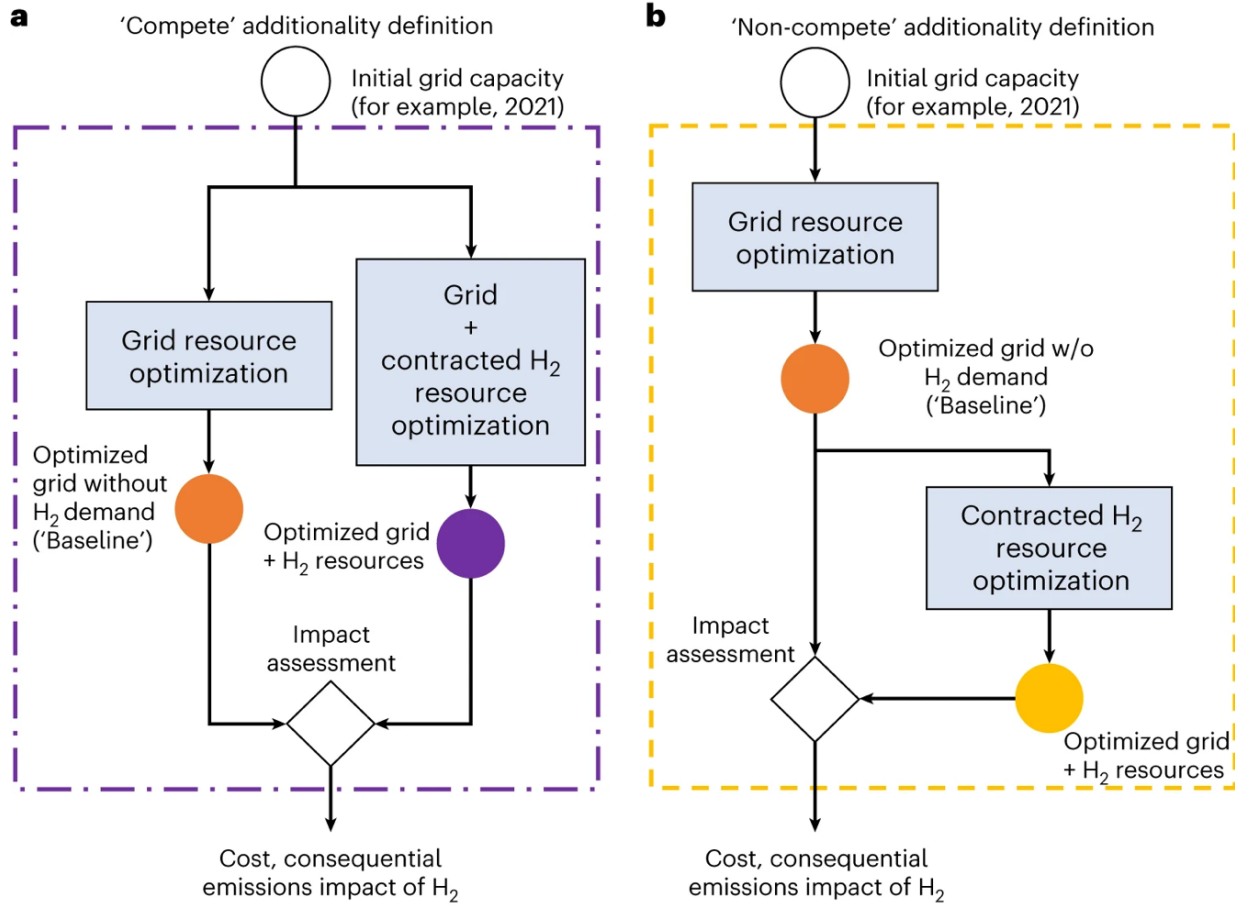 a
‘Compete’ additionality definition
Initial grid capacity
(for example, 2021)
Grid resource
optimization
Grid
+
contracted H₂
resource
optimization
Optimized
grid without
H₂ demand
(‘Baseline’)
Optimized grid
+ H₂ resources
Impact
assessment
Cost, consequential
emissions impact of H₂
b
‘Non-compete’ additionality definition
Initial grid capacity
(for example, 2021)
Grid resource
optimization
Optimized grid w/o
H₂ demand
(‘Baseline’)
Contracted H₂
resource
optimization
Impact
assessment
Optimized grid
+ H₂ resources
Cost, consequential
emissions impact of H₂